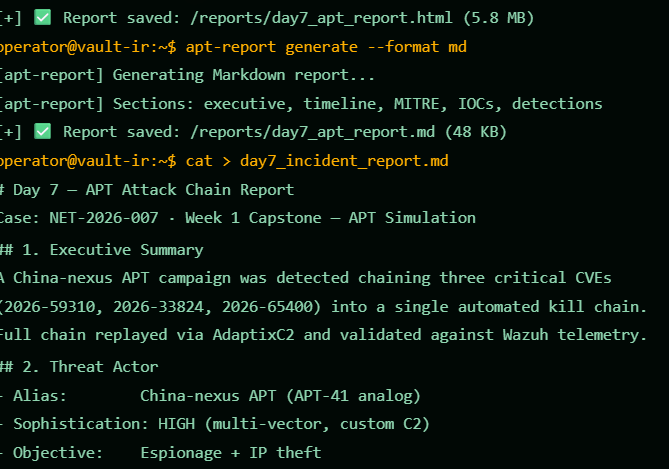 [+] ✅ Report saved: /reports/day7_apt_report.html (5.8 MB)
operator@vault-ir:~$ apt-report generate --format md
[apt-report] Generating Markdown report...
[apt-report] Sections: executive, timeline, MITRE, IOCs, detections
[+] ✅ Report saved: /reports/day7_apt_report.md (48 KB)
operator@vault-ir:~$ cat > day7_incident_report.md
# Day 7 — APT Attack Chain Report
Case: NET-2026-007 · Week 1 Capstone — APT Simulation
## 1. Executive Summary
A China-nexus APT campaign was detected chaining three critical CVEs
(2026-59310, 2026-33824, 2026-65400) into a single automated kill chain.
Full chain replayed via AdaptixC2 and validated against Wazuh telemetry.
## 2. Threat Actor
- Alias: China-nexus APT (APT-41 analog)
- Sophistication: HIGH (multi-vector, custom C2)
- Objective: Espionage + IP theft